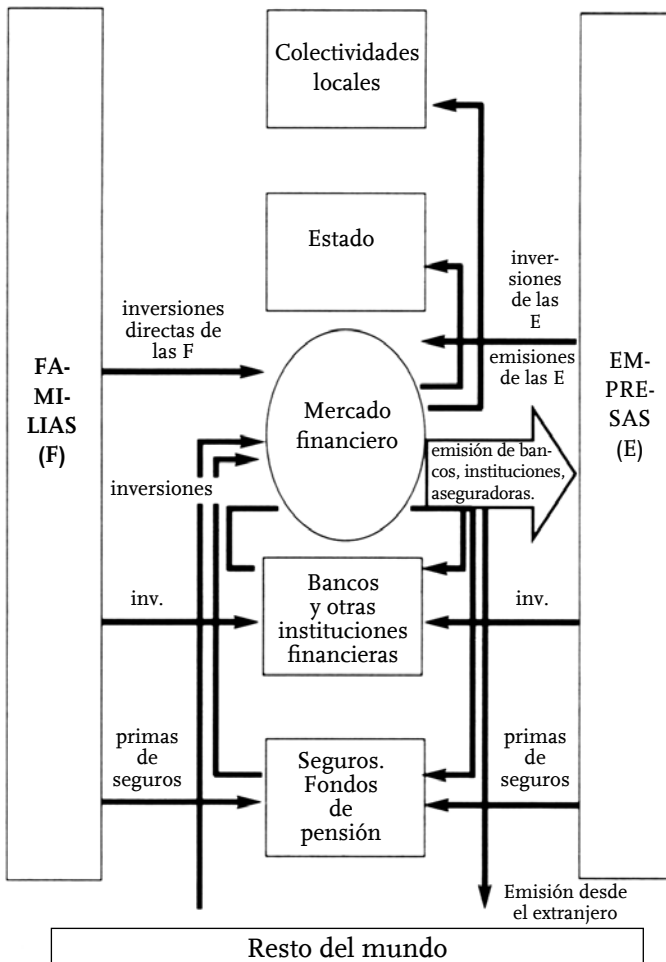 Colectividades
locales
Estado
inversiones
directas de
las F
inver-
siones
de las
E
emisiones
de las E
FA-
MI-
LIAS
(F)
Mercado
financiero
EM-
PRE-
SAS
(E)
emisión de ban-
cos, instituciones,
aseguradoras.
inversiones
Bancos
y otras
instituciones
financieras
inv.
inv.
primas
de
seguros
Seguros.
Fondos
de
pensión
primas
de
seguros
Emisión desde
el extranjero
Resto del mundo